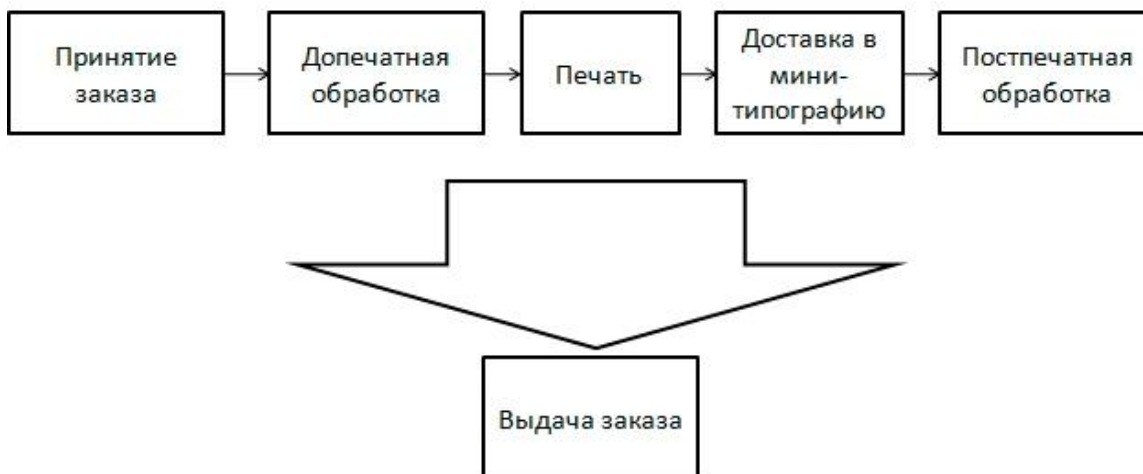 Принятие
заказа
Допечатная
обработка
Печать
Доставка в
мини-
типографию
Постпечатная
обработка
Выдача заказа